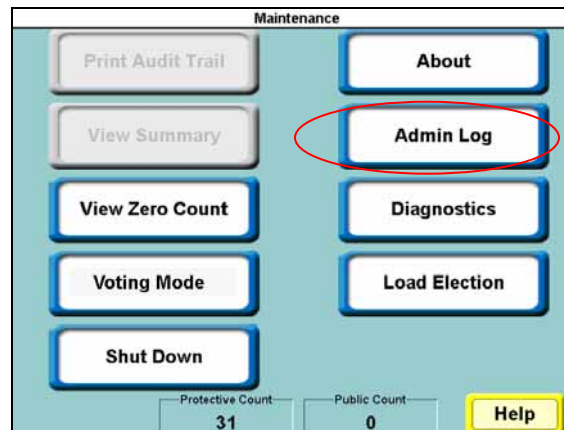 Maintenance
Print Audit Trail
About
View Summary
Admin Log
View Zero Count
Diagnostics
Voting Mode
Load Election
Shut Down
Protective Count
31
Public Count
0
Help